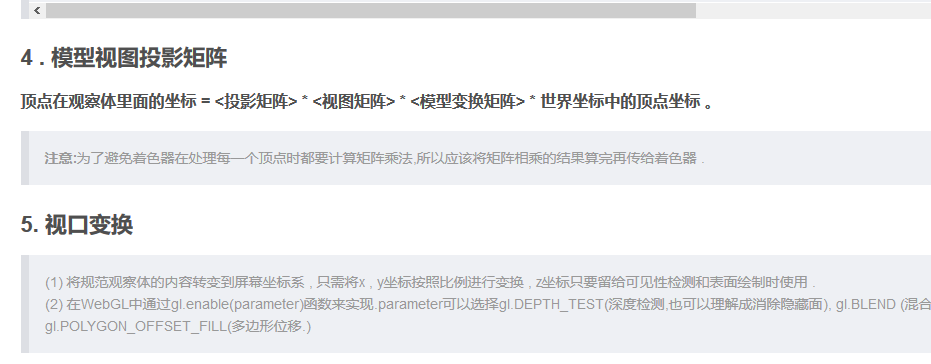 4 . 模型视图投影矩阵
顶点在观察体里面的坐标 = <投影矩阵> * <视图矩阵> * <模型变换矩阵> * 世界坐标中的顶点坐标 。
注意:为了避免着色器在处理每一个顶点时都要计算矩阵乘法,所以应该将矩阵相乘的结果算完再传给着色器 .
5. 视口变换
(1) 将规范观察体的内容转变到屏幕坐标系 , 只需将x , y坐标按照比例进行变换 , z坐标只要留给可见性检测和表面绘制时使用 .
(2) 在WebGL中通过gl.enable(parameter)函数来实现.parameter可以选择gl.DEPTH_TEST(深度检测,也可以理解成消除隐藏面), gl.BLEND (混合
gl.POLYGON_OFFSET_FILL(多边形位移.)